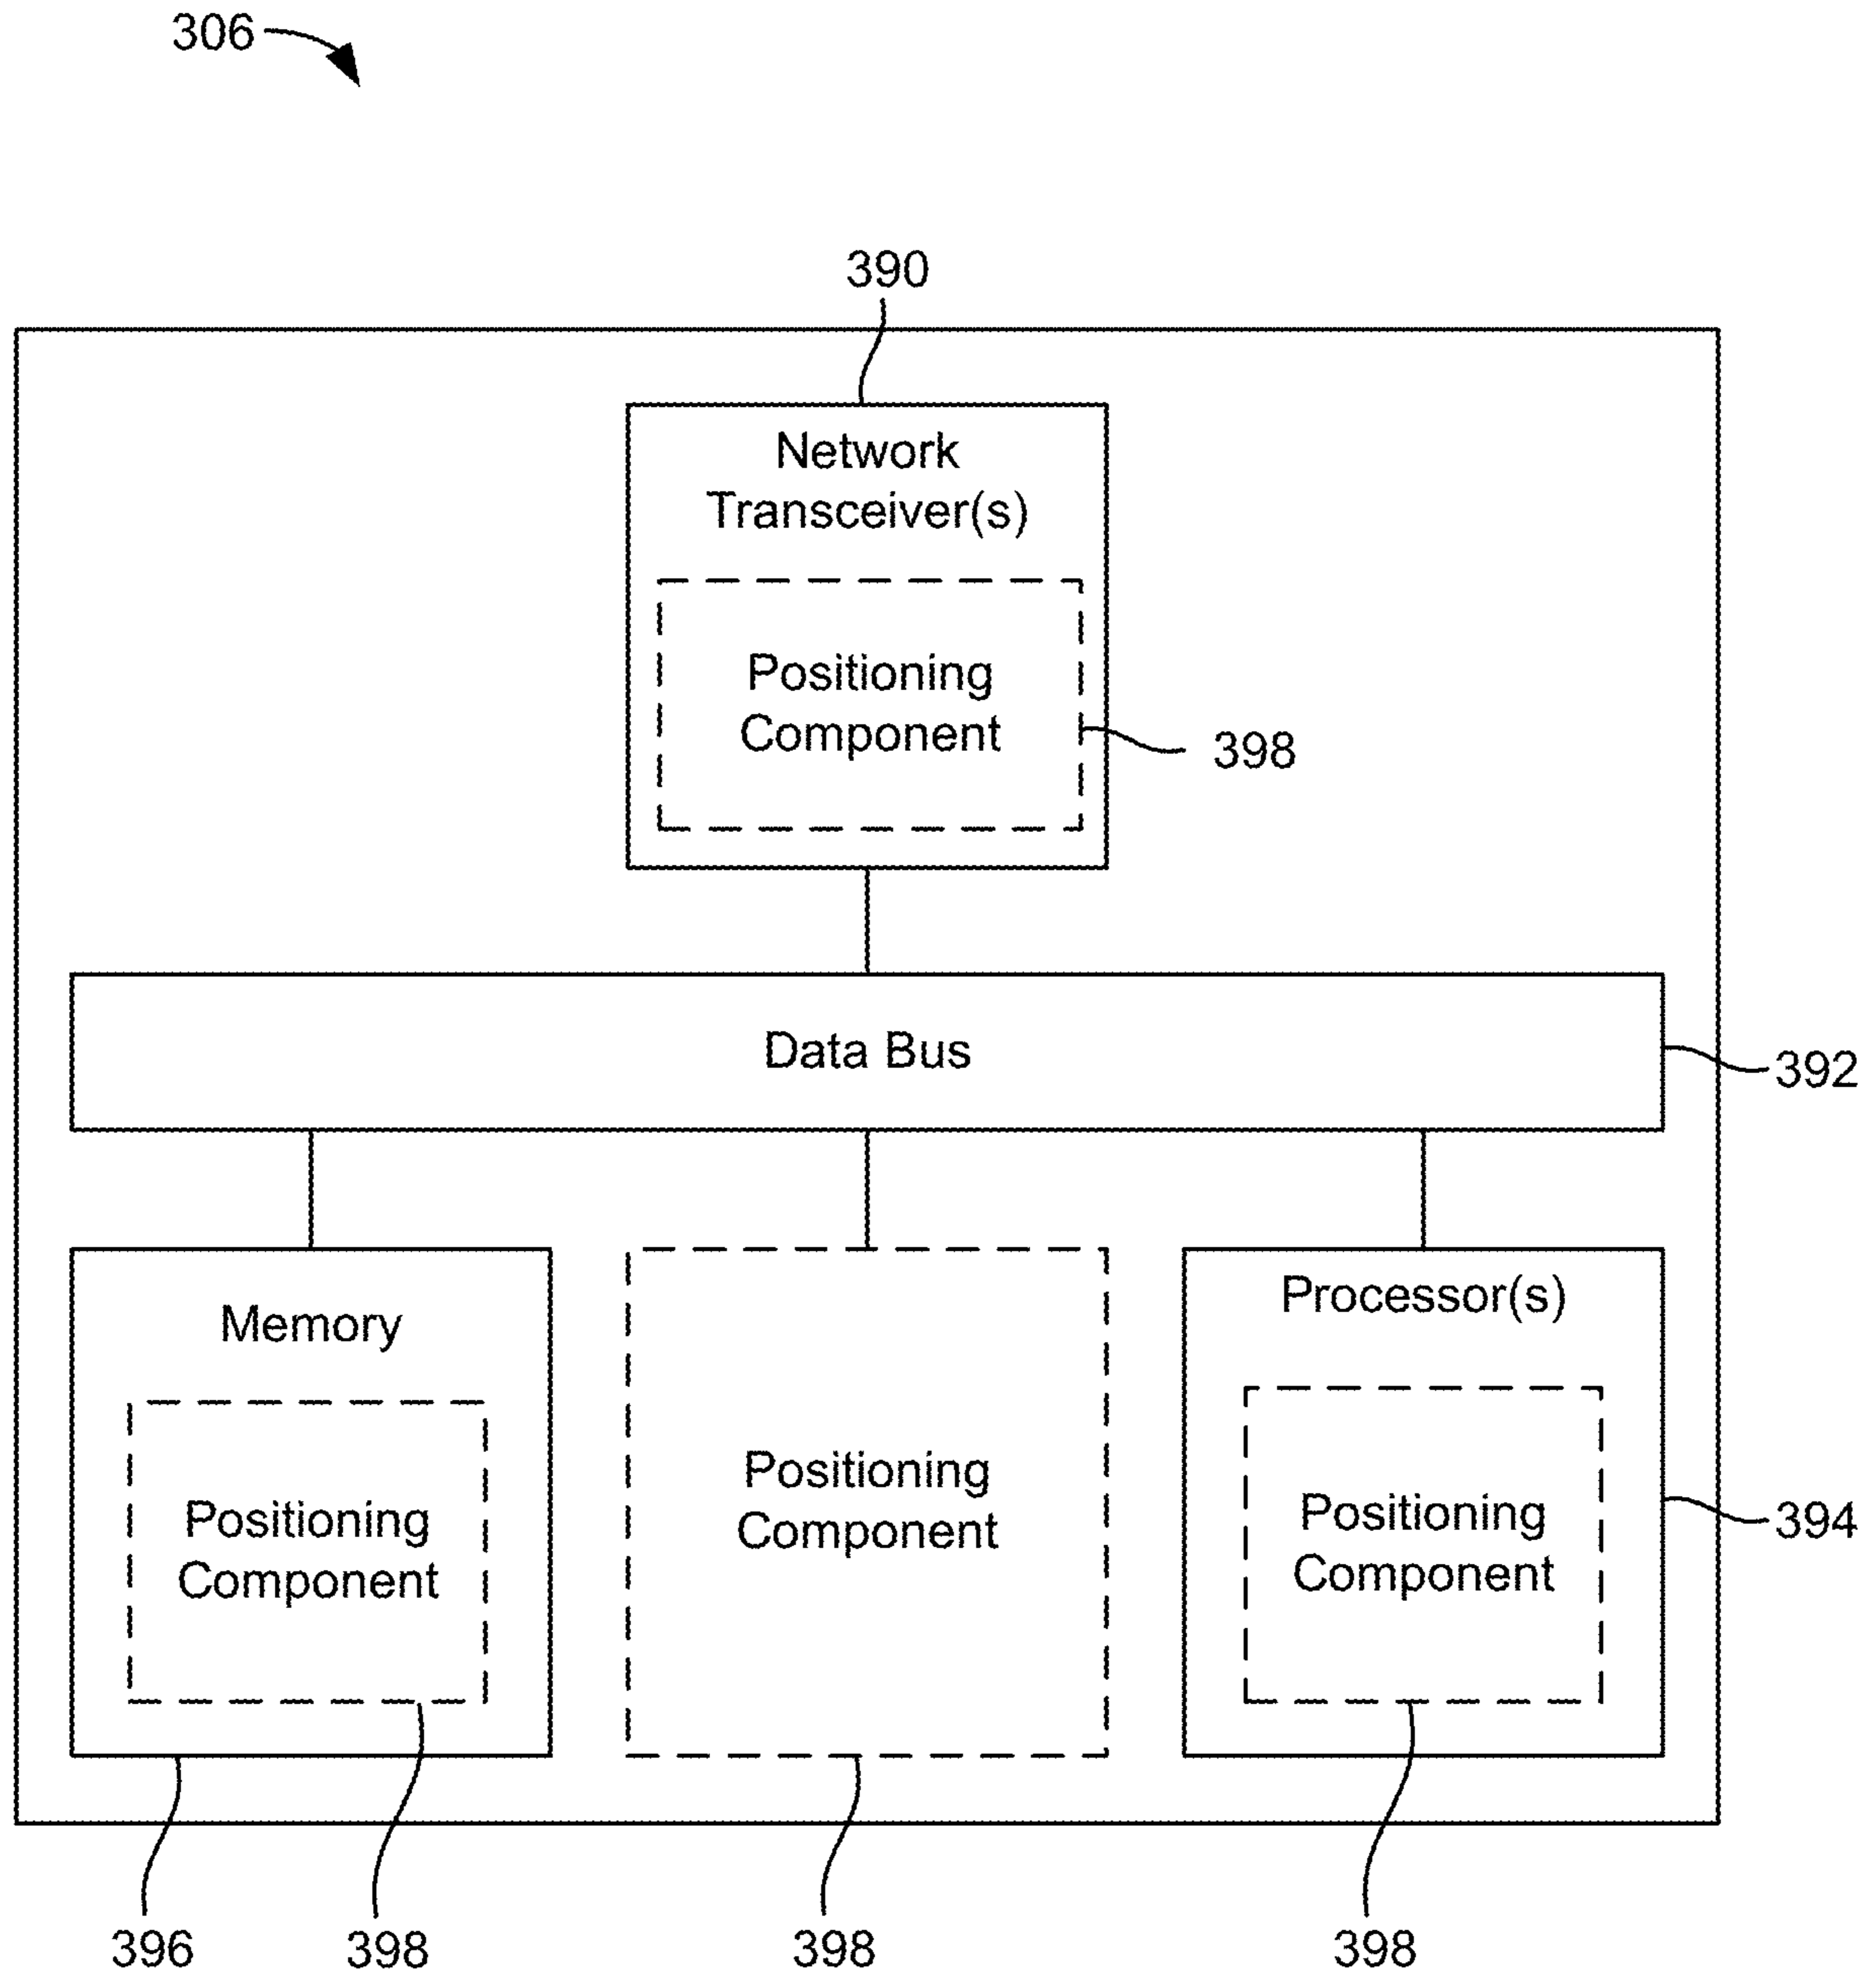 306
390
Network
Transceiver(s)
Positioning
Component
398
Data Bus
392
Memory
Positioning
Component
Positioning
Component
Processor(s)
Positioning
Component
394
396
398
398
398